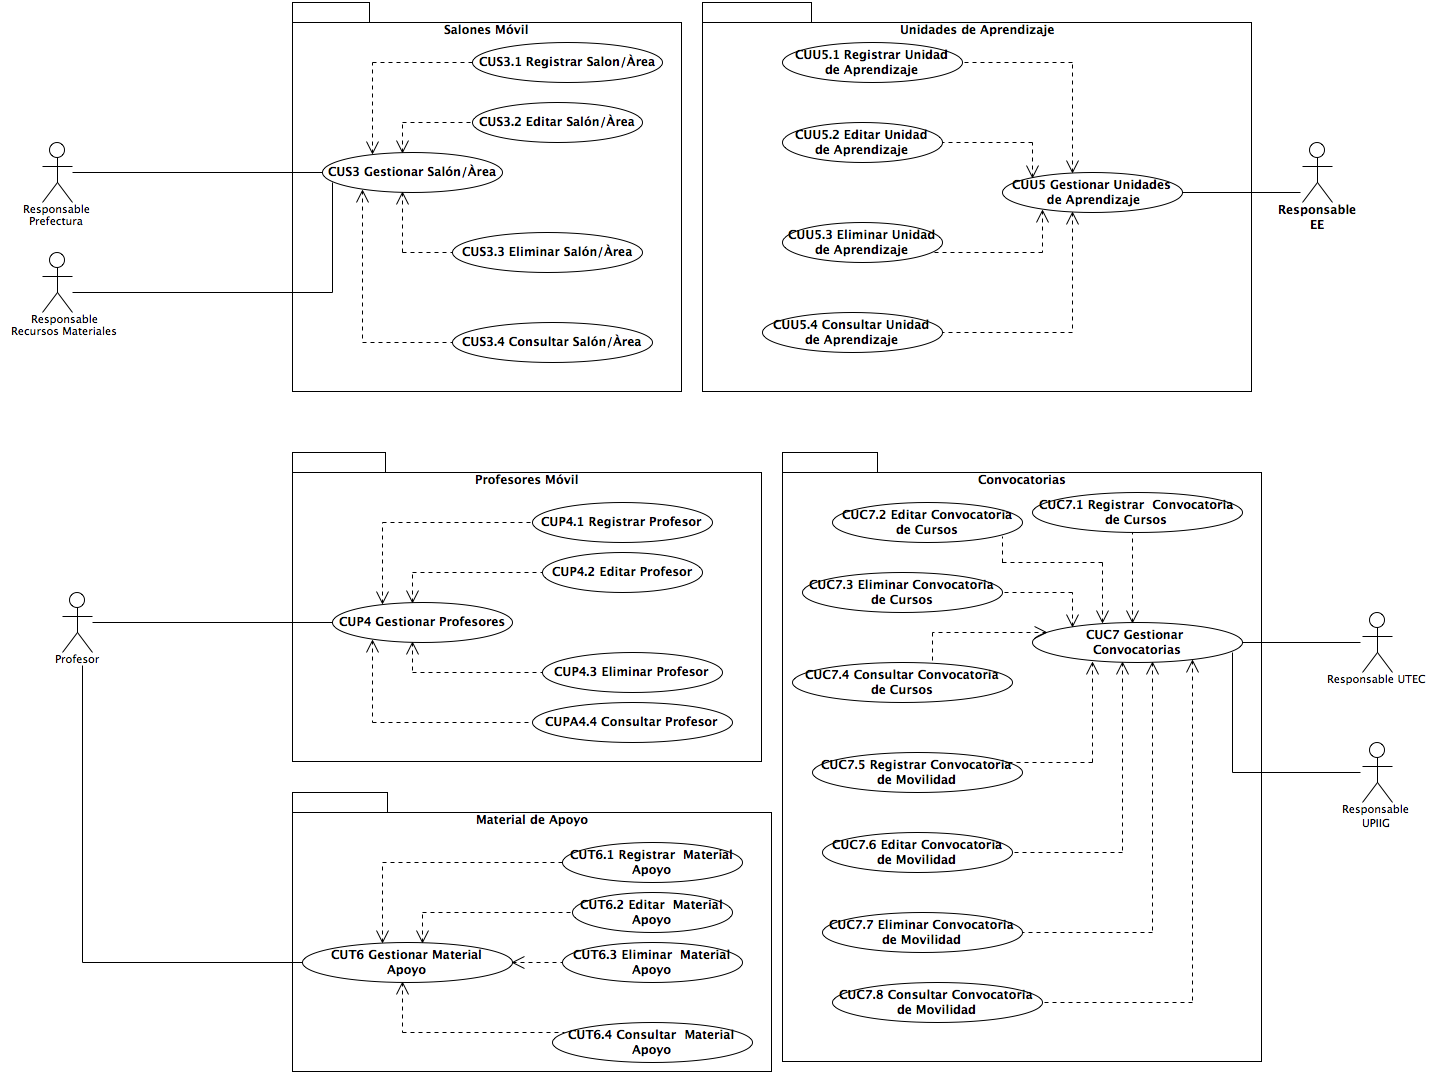 Salones Móvil
CUS3.1 Registrar Salon/Àrea
CUS3.2 Editar Salón/Àrea
CUS3 Gestionar Salón/Àrea
CUS3.3 Eliminar Salón/Àrea
CUS3.4 Consultar Salón/Àrea
Responsable
Prefectura
Responsable
Recursos Materiales
Unidades de Aprendizaje
CUU5.1 Registrar Unidad
de Aprendizaje
CUU5.2 Editar Unidad
de Aprendizaje
CUU5 Gestionar Unidades
de Aprendizaje
CUU5.3 Eliminar Unidad
de Aprendizaje
CUU5.4 Consultar Unidad
de Aprendizaje
Responsable
EE
Profesores Móvil
CUP4.1 Registrar Profesor
CUP4.2 Editar Profesor
CUP4 Gestionar Profesores
CUP4.3 Eliminar Profesor
CUPA4.4 Consultar Profesor
Profesor
Material de Apoyo
CUT6.1 Registrar  Material
Apoyo
CUT6.2 Editar  Material
Apoyo
CUT6 Gestionar Material
Apoyo
CUT6.3 Eliminar  Material
Apoyo
CUT6.4 Consultar  Material
Apoyo
Convocatorias
CUC7.1 Registrar  Convocatoria
de Cursos
CUC7.2 Editar Convocatoria
de Cursos
CUC7.3 Eliminar Convocatoria
de Cursos
CUC7 Gestionar
Convocatorias
CUC7.4 Consultar Convocatoria
de Cursos
CUC7.5 Registrar Convocatoria
de Movilidad
CUC7.6 Editar Convocatoria
de Movilidad
CUC7.7 Eliminar Convocatoria
de Movilidad
CUC7.8 Consultar Convocatoria
de Movilidad
Responsable UTEC
Responsable
UPIIG